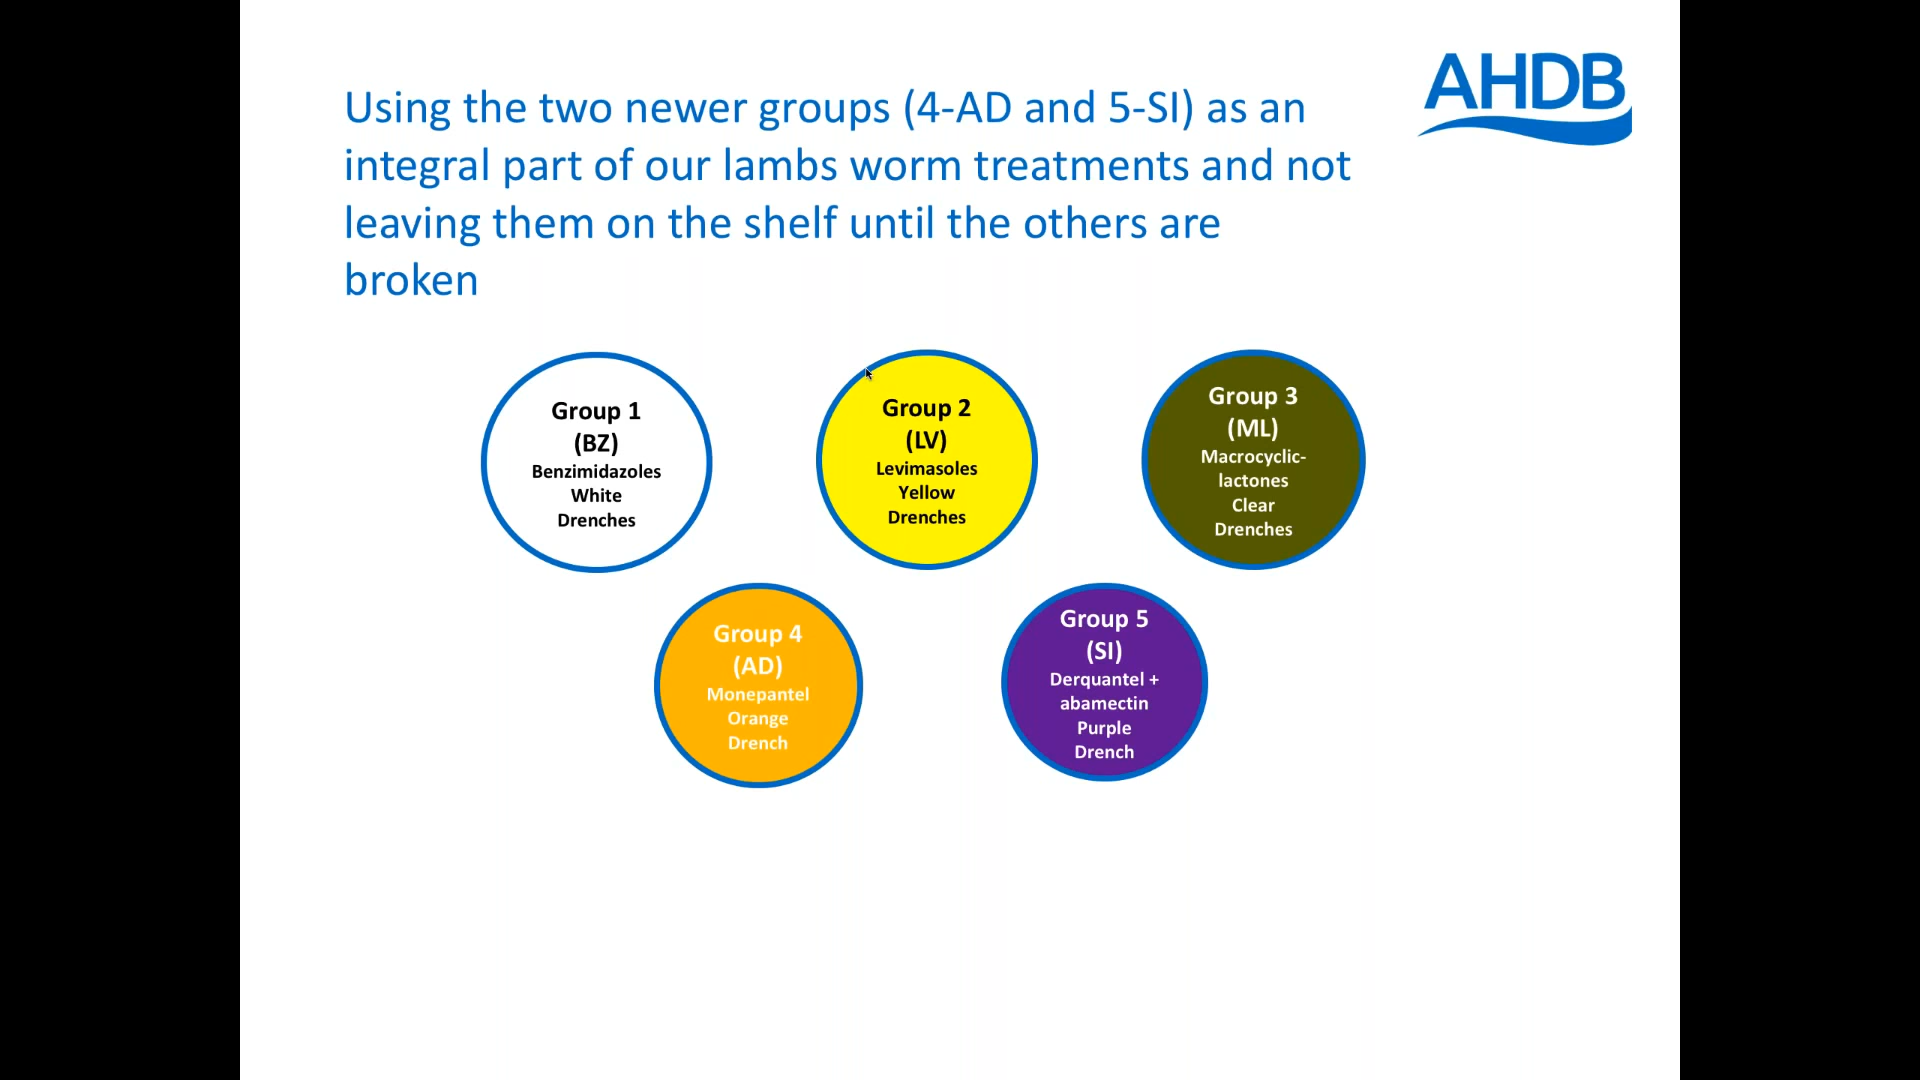 AHDB
Using the two newer groups (4-AD and 5-SI) as an
integral part of our lambs worm treatments and not
leaving them on the shelf until the others are
broken
Group 1
(BZ)
Benzimidazoles
White
Drenches
Group 2
(LV)
Levimasoles
Yellow
Drenches
Group 3
(ML)
Macrocyclic-
lactones
Clear
Drenches
Group 4
(AD)
Monepantel
Orange
Drench
Group 5
(SI)
Derquantel +
abamectin
Purple
Drench